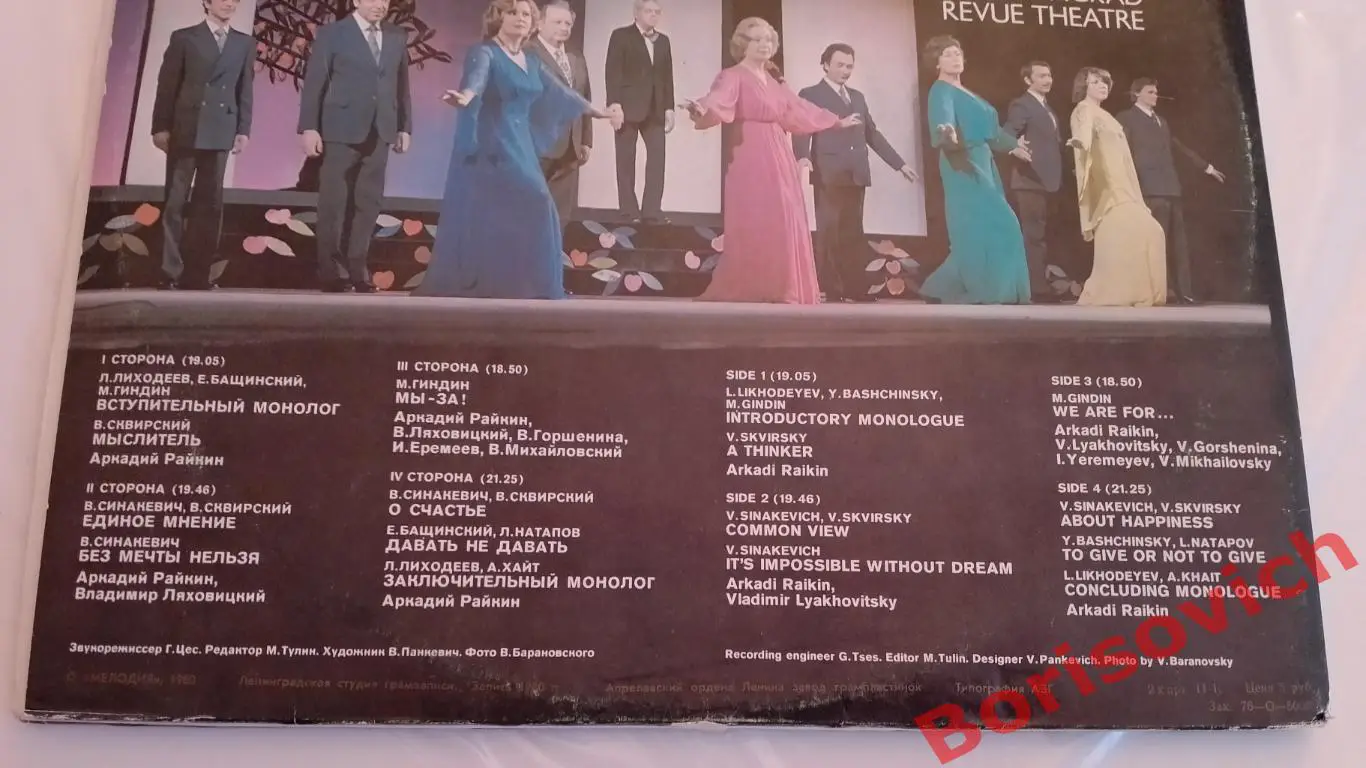 REVUE THEATRE
I СТОРОНА (19.05)
Л.ЛИХОДЕЕВ, Е.БАЩИНСКИЙ,
М.ГИНДИН
ВСТУПИТЕЛЬНЫЙ МОНОЛОГ
В.СКВИРСКИЙ
МЫСЛИТЕЛЬ
Аркадий Райкин
II СТОРОНА (19.46)
В.СИНАКЕВИЧ, В.СКВИРСКИЙ
ЕДИНОЕ МНЕНИЕ
В.СИНАКЕВИЧ
БЕЗ МЕЧТЫ НЕЛЬЗЯ
Аркадий Райкин,
Владимир Ляховицкий
III СТОРОНА (18.50)
М.ГИНДИН
МЫ-ЗА!
Аркадий Райкин,
В.Ляховицкий, В.Горшенина,
И.Еремеев, В.Михайловский
IV СТОРОНА (21.25)
В.СИНАКЕВИЧ, В.СКВИРСКИЙ
О СЧАСТЬЕ
Е.БАЩИНСКИЙ, Л.НАТАПОВ
ДАВАТЬ НЕ ДАВАТЬ
Л.ЛИХОДЕЕВ, А.ХАЙТ
ЗАКЛЮЧИТЕЛЬНЫЙ МОНОЛОГ
Аркадий Райкин
SIDE 1 (19.05)
L.LIKHODEYEV, Y.BASHCHINSKY,
M.GINDIN
INTRODUCTORY MONOLOGUE
V.SKVIRSKY
A THINKER
Arkadi Raikin
SIDE 2 (19.46)
V.SINAKEVICH, V.SKVIRSKY
COMMON VIEW
V.SINAKEVICH
IT'S IMPOSSIBLE WITHOUT DREAM
Arkadi Raikin,
Vladimir Lyakhovitsky
SIDE 3 (18.50)
M.GINDIN
WE ARE FOR...
Arkadi Raikin,
V.Lyakhovitsky, V.Gorshenina,
I.Yeremeyev, V.Mikhailovsky
SIDE 4 (21.25)
V.SINAKEVICH, V.SKVIRSKY
ABOUT HAPPINESS
Y.BASHCHINSKY, L.NATAPOV
TO GIVE OR NOT TO GIVE
L.LIKHODEYEV, A.KHAIT
CONCLUDING MONOLOGUE
Arkadi Raikin
Звукорежиссер Г.Цес. Редактор М.Тулин. Художник В.Панкевич. Фото В.Барановского
Recording engineer G.Tses. Editor M.Tulin. Designer V.Pankevich. Photo by V.Baranovsky
© «МЕЛОДИЯ», 1980 Ленинградская студия грамзаписи. Запись Апрелевский ордена Ленина завод грампластинок Типография АЗГ Цена руб.
Зак.
Borisovich